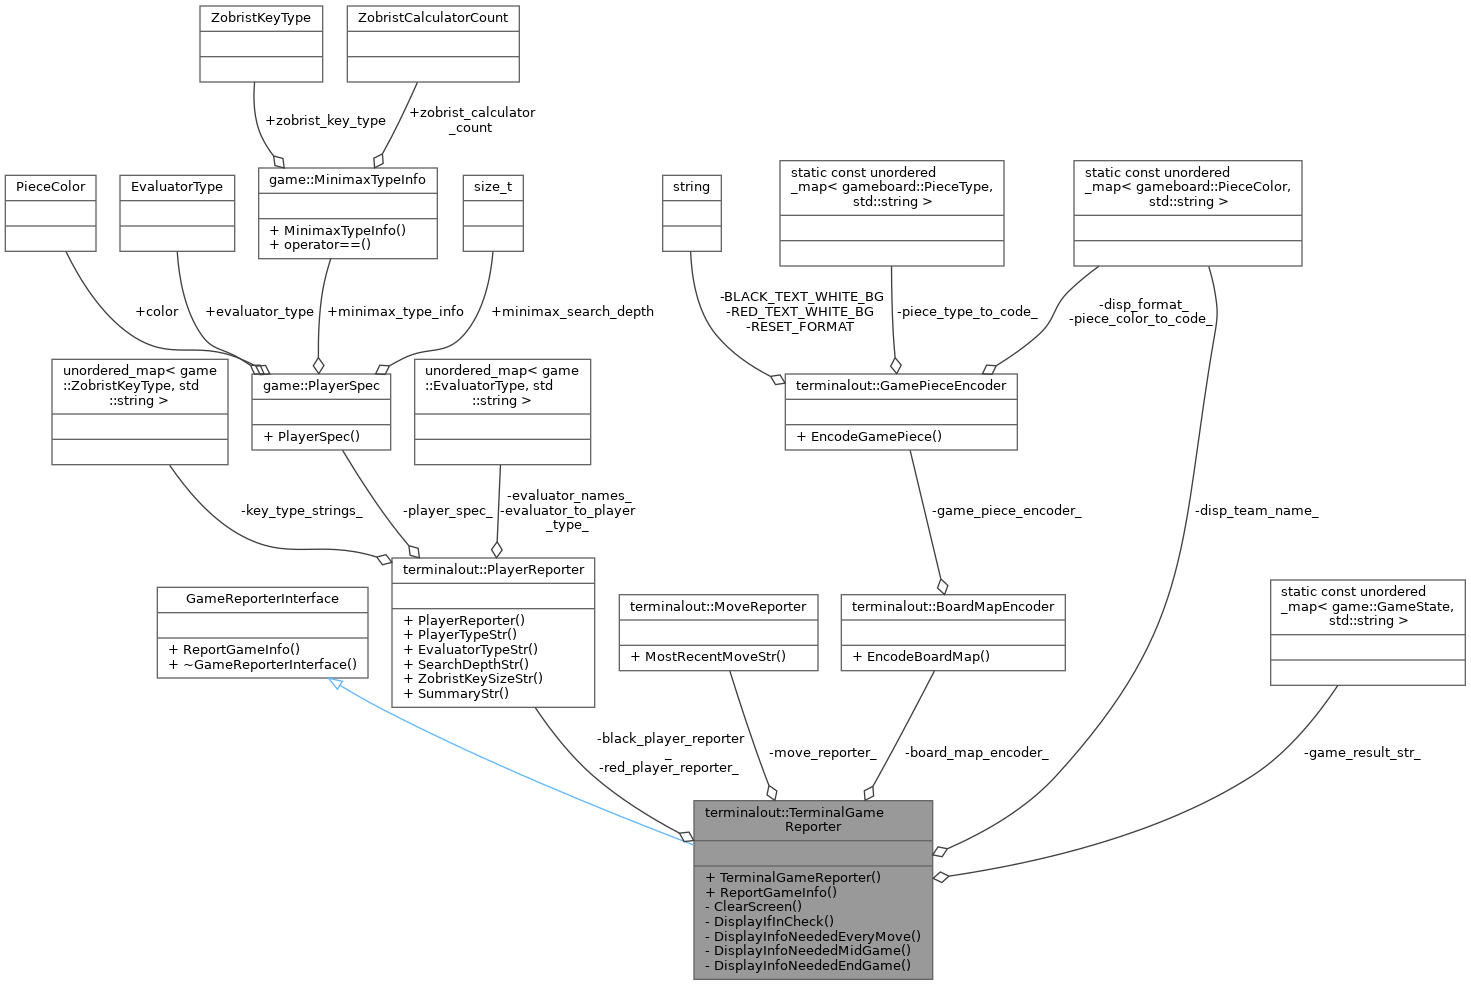 ZobristKeyType
ZobristCalculatorCount
+zobrist_key_type
+zobrist_calculator
_count
PieceColor
EvaluatorType
game::MinimaxTypeInfo
+ MinimaxTypeInfo()
+ operator==()
size_t
string
static const unordered
_map< gameboard::PieceType,
std::string >
static const unordered
_map< gameboard::PieceColor,
std::string >
+color
+evaluator_type
+minimax_type_info
+minimax_search_depth
-BLACK_TEXT_WHITE_BG
-RED_TEXT_WHITE_BG
-RESET_FORMAT
-piece_type_to_code_
-disp_format_
-piece_color_to_code_
unordered_map< game
::ZobristKeyType, std
::string >
game::PlayerSpec
+ PlayerSpec()
unordered_map< game
::EvaluatorType, std
::string >
terminalout::GamePieceEncoder
+ EncodeGamePiece()
-key_type_strings_
-player_spec_
-evaluator_names_
-evaluator_to_player
_type_
-game_piece_encoder_
-disp_team_name_
GameReporterInterface
+ ReportGameInfo()
+ ~GameReporterInterface()
terminalout::PlayerReporter
+ PlayerReporter()
+ PlayerTypeStr()
+ EvaluatorTypeStr()
+ SearchDepthStr()
+ ZobristKeySizeStr()
+ SummaryStr()
terminalout::MoveReporter
+ MostRecentMoveStr()
terminalout::BoardMapEncoder
+ EncodeBoardMap()
static const unordered
_map< game::GameState,
std::string >
-black_player_reporter
_
-red_player_reporter_
-move_reporter_
-board_map_encoder_
-game_result_str_
terminalout::TerminalGame
Reporter
+ TerminalGameReporter()
+ ReportGameInfo()
- ClearScreen()
- DisplayIfInCheck()
- DisplayInfoNeededEveryMove()
- DisplayInfoNeededMidGame()
- DisplayInfoNeededEndGame()